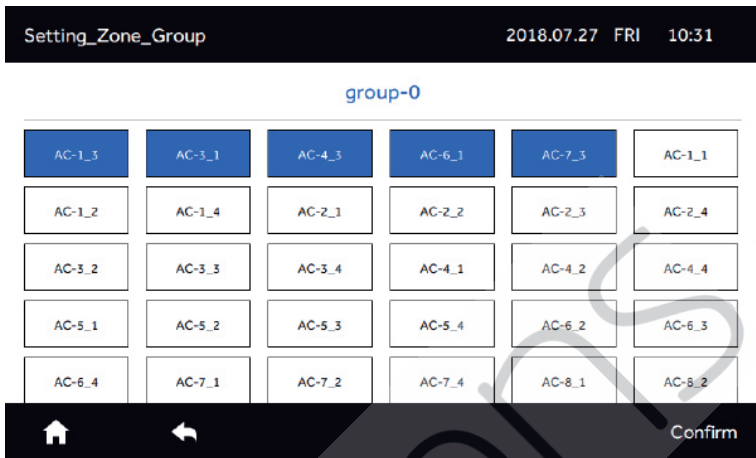 Setting_Zone_Group 2018.07.27 FRI 10:31
group-0
AC-1_3 AC-3_1 AC-4_3 AC-6_1 AC-7_3 AC-1_1
AC-1_2 AC-1_4 AC-2_1 AC-2_2 AC-2_3 AC-2_4
AC-3_2 AC-3_3 AC-3_4 AC-4_1 AC-4_2 AC-4_4
AC-5_1 AC-5_2 AC-5_3 AC-5_4 AC-6_2 AC-6_3
AC-6_4 AC-7_1 AC-7_2 AC-7_4 AC-8_1 AC-8_2
Confirm